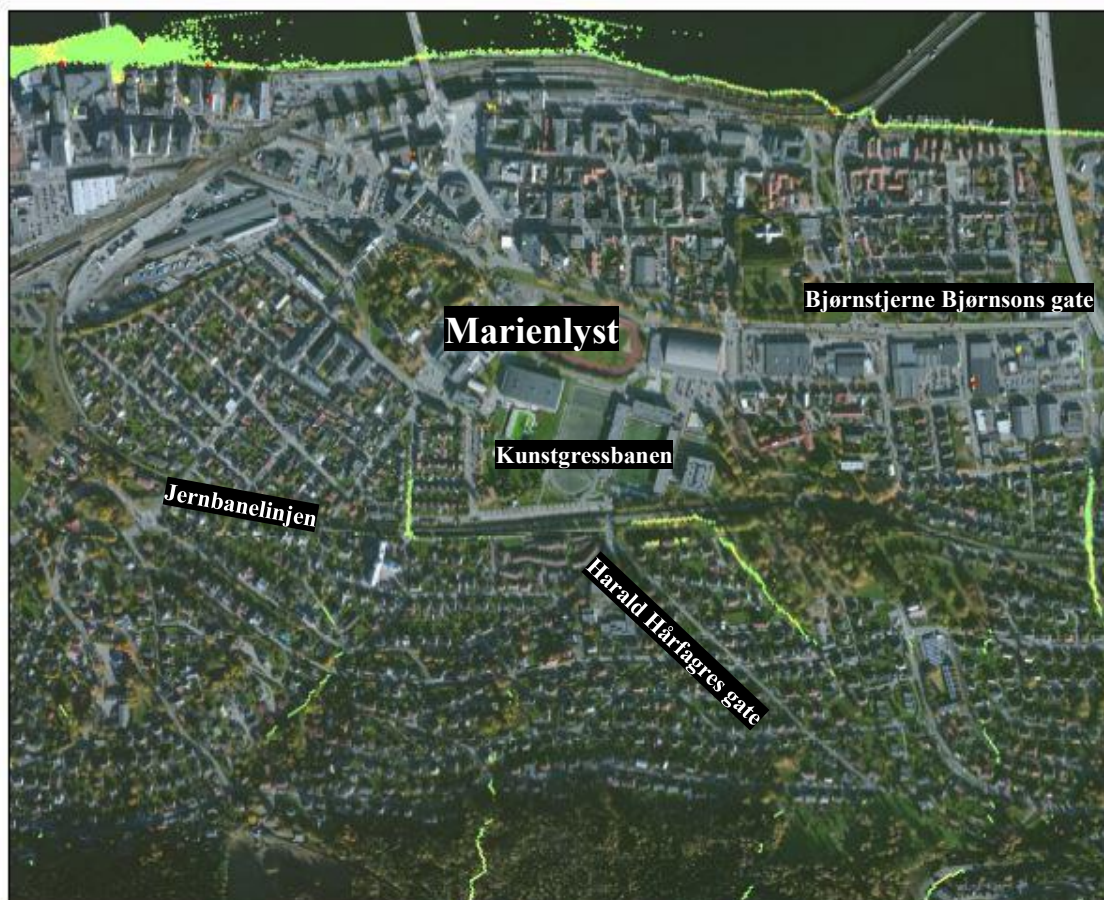 Bjørnstjerne Bjørnsons gate
Marienlyst
Kunstgressbanen
Jernbanelinjen
Harald Hårfagres gate